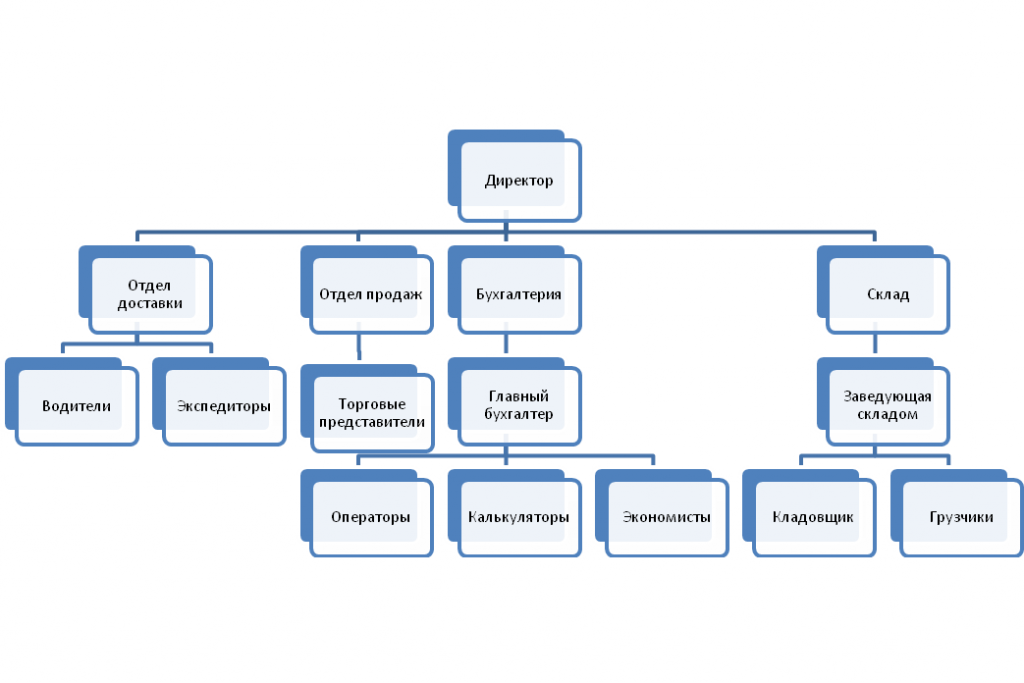 Директор
Отдел
доставки
Отдел продаж
Бухгалтерия
Склад
Водители
Экспедиторы
Торговые
представители
Главный
бухгалтер
Заведующая
складом
Операторы
Калькуляторы
Экономисты
Кладовщик
Грузчики